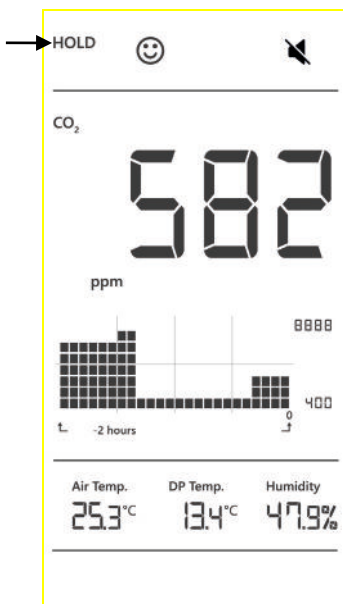 HOLD
CO₂
582
ppm
8888
400
0
-2 hours
Air Temp. DP Temp. Humidity
25.3°C 13.4°C 47.9%